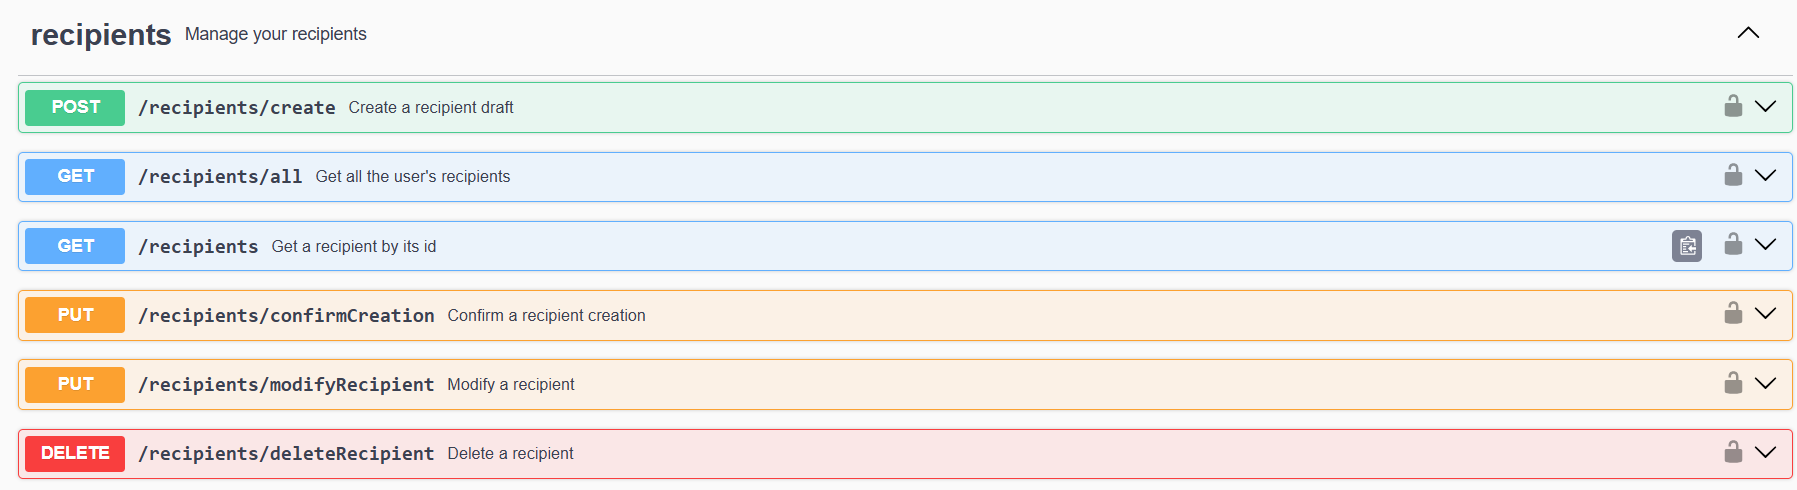 recipients Manage your recipients
POST /recipients/create Create a recipient draft
GET /recipients/all Get all the user's recipients
GET /recipients Get a recipient by its id
PUT /recipients/confirmCreation Confirm a recipient creation
PUT /recipients/modifyRecipient Modify a recipient
DELETE /recipients/deleteRecipient Delete a recipient